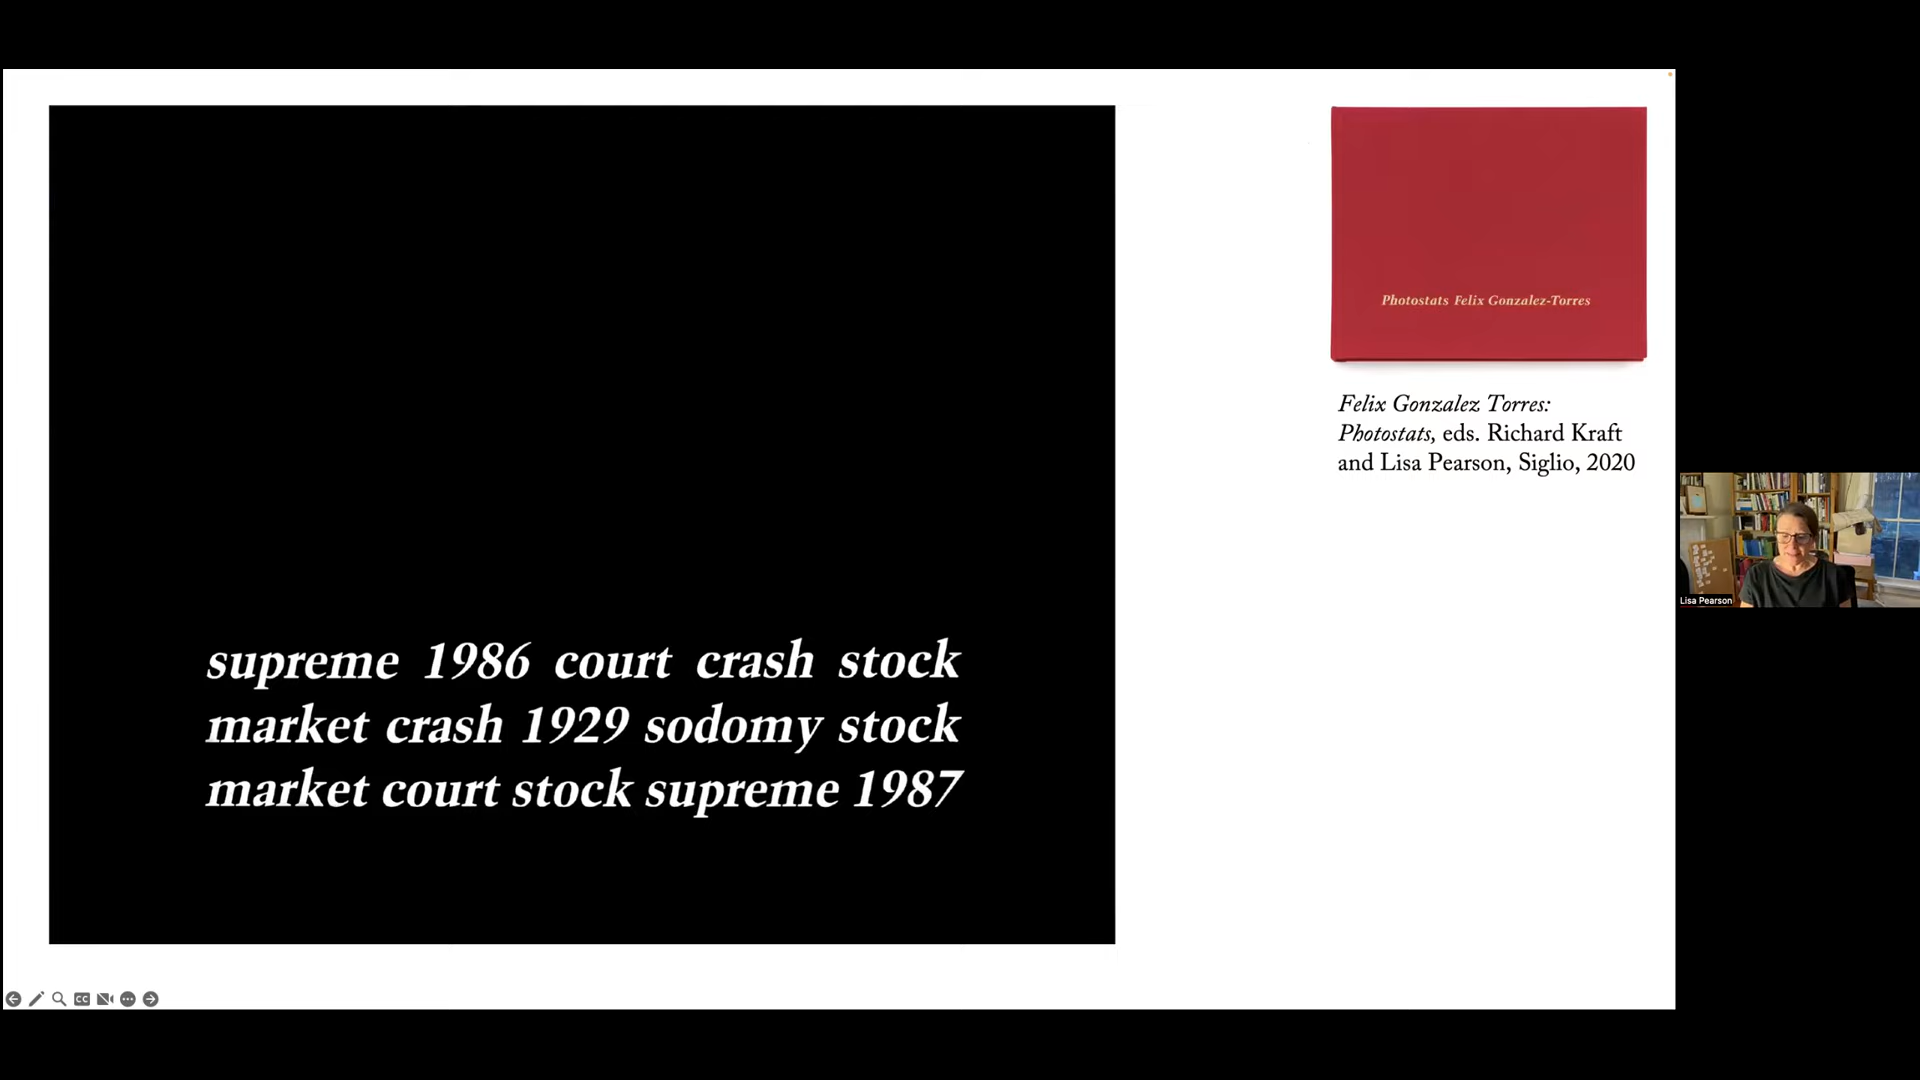 supreme 1986 court crash stock
market crash 1929 sodomy stock
market court stock supreme 1987
Photostats Felix Gonzalez-Torres
Felix Gonzalez Torres:
Photostats, eds. Richard Kraft
and Lisa Pearson, Siglio, 2020
Lisa Pearson
CC